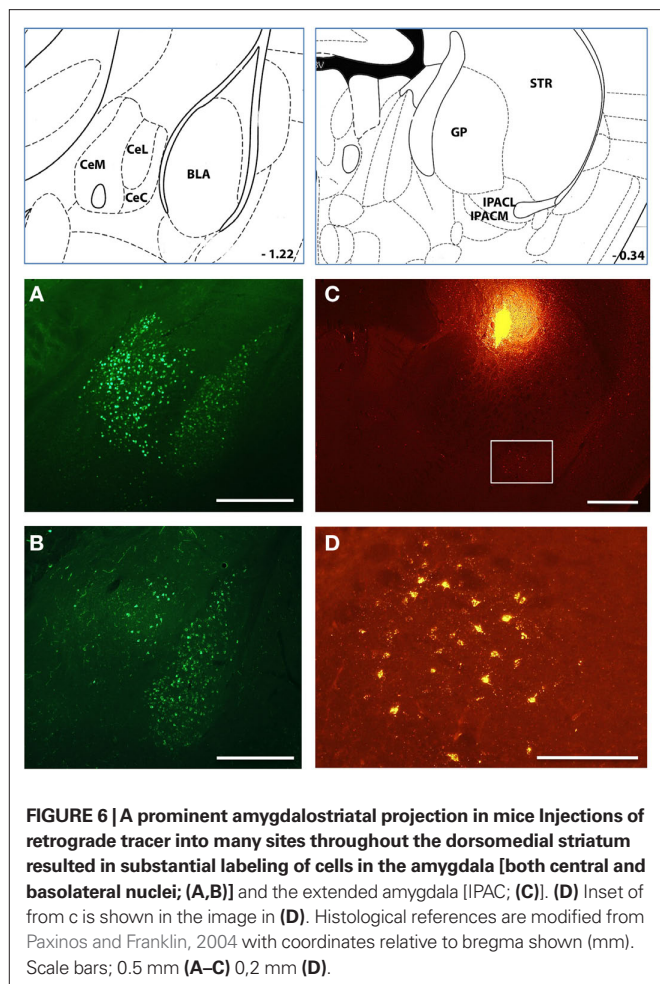 CeM
CeL
CeC
BLA
- 1.22
STR
GP
IPACL
IPACM
- 0.34
A
C
B
D
FIGURE 6 | A prominent amygdalostriatal projection in mice Injections of
retrograde tracer into many sites throughout the dorsomedial striatum
resulted in substantial labeling of cells in the amygdala [both central and
basolateral nuclei; (A,B)] and the extended amygdala [IPAC; (C)]. (D) Inset of
from c is shown in the image in (D). Histological references are modified from
Paxinos and Franklin, 2004 with coordinates relative to bregma shown (mm).
Scale bars; 0.5 mm (A–C) 0,2 mm (D).